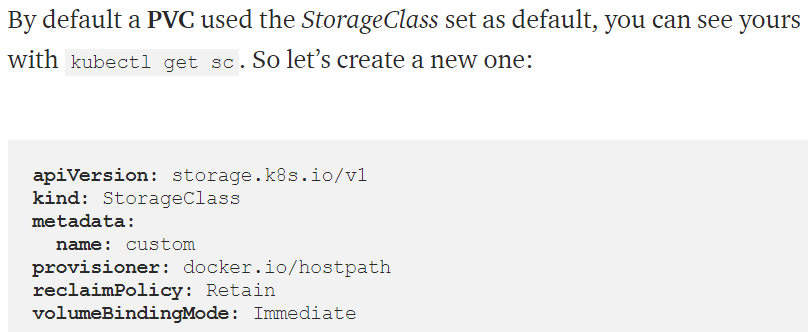 By default a PVC used the StorageClass set as default, you can see yours
with kubectl get sc. So let’s create a new one:
apiVersion: storage.k8s.io/v1
kind: StorageClass
metadata:
  name: custom
provisioner: docker.io/hostpath
reclaimPolicy: Retain
volumeBindingMode: Immediate